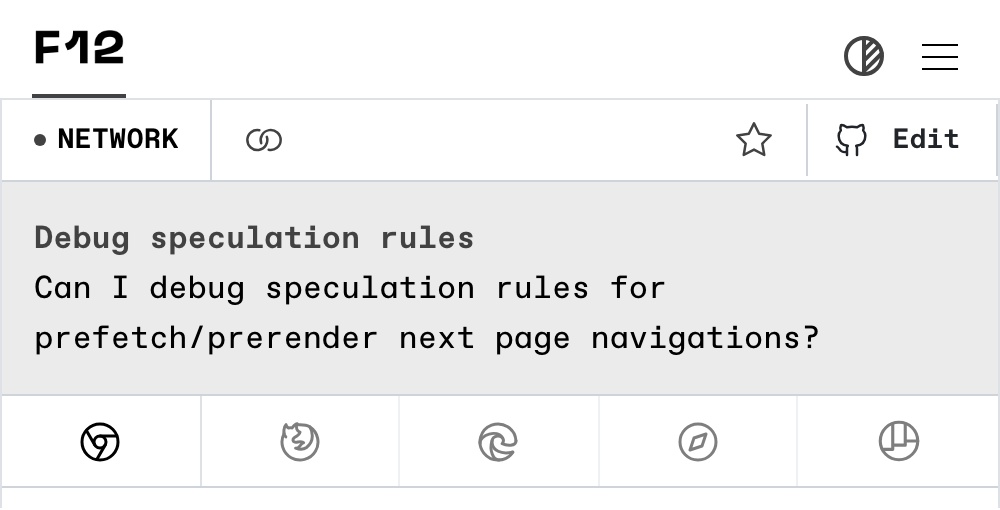 F12
NETWORK
Edit
Debug speculation rules
Can I debug speculation rules for
prefetch/prerender next page navigations?